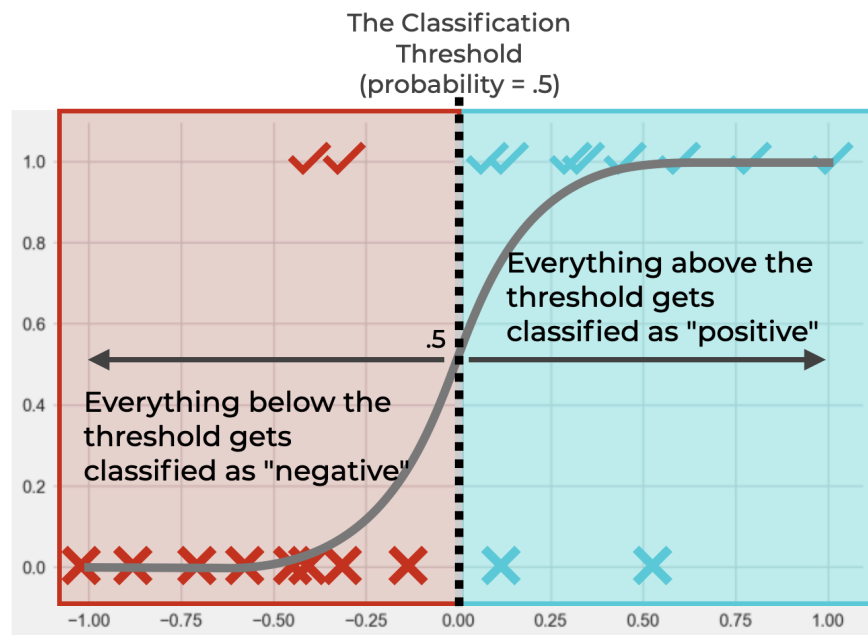 The Classification
Threshold
(probability = .5)
1.0
0.8
Everything above the
threshold gets
classified as "positive"
0.6
.5
0.4
Everything below the
threshold gets
classified as "negative"
0.2
0.0
−1.00 −0.75 −0.50 −0.25 0.00 0.25 0.50 0.75 1.00